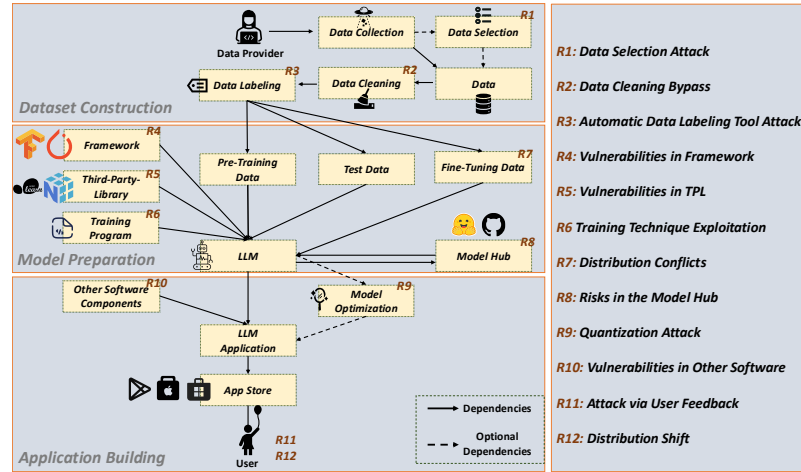 R1
Data Collection
Data Selection
Data Provider
R3
R2
Data Labeling
Data Cleaning
Data
Dataset Construction
R4
Framework
R7
Pre-Training
Data
Test Data
Fine-Tuning Data
R5
Third-Party-
Library
R6
Training
Program
LLM
R8
Model Hub
Model Preparation
R10
Other Software
Components
R9
Model
Optimization
LLM
Application
App Store
Dependencies
Optional
Dependencies
R11
R12
User
Application Building
R1: Data Selection Attack
R2: Data Cleaning Bypass
R3: Automatic Data Labeling Tool Attack
R4: Vulnerabilities in Framework
R5: Vulnerabilities in TPL
R6 Training Technique Exploitation
R7: Distribution Conflicts
R8: Risks in the Model Hub
R9: Quantization Attack
R10: Vulnerabilities in Other Software
R11: Attack via User Feedback
R12: Distribution Shift